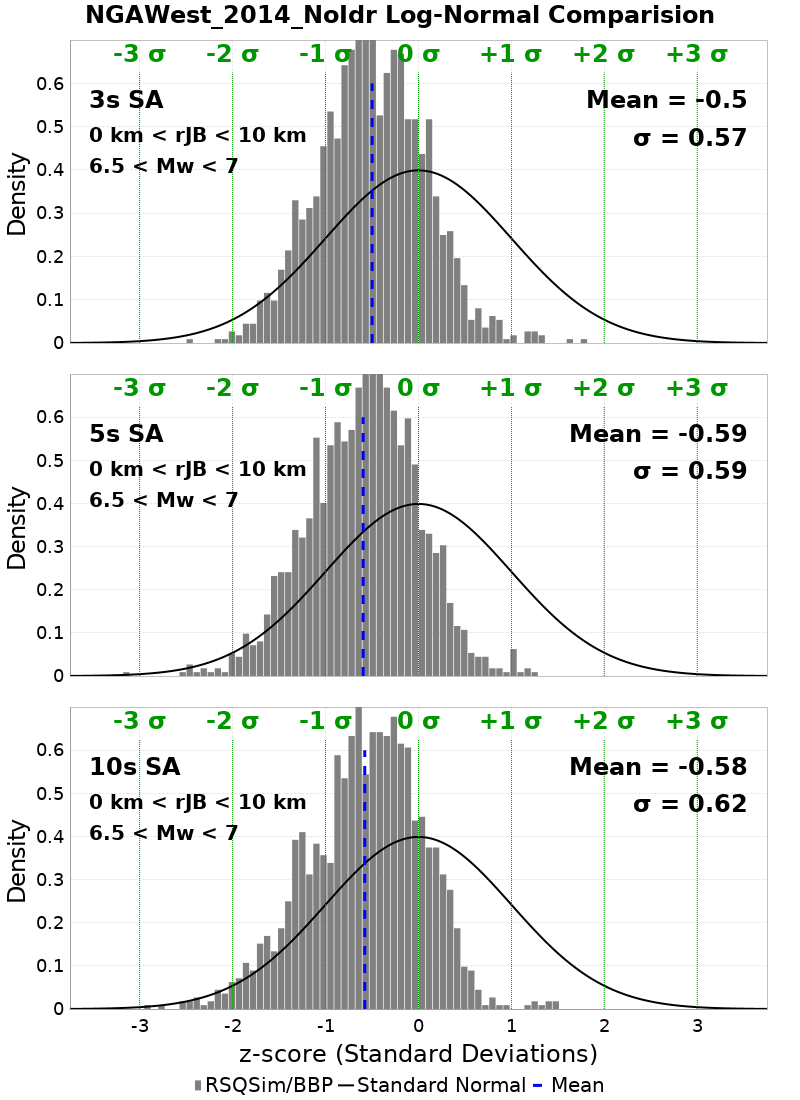 NGAWest_2014_NoIdr Log-Normal Comparision
-3 σ -2 σ -1 σ 0 σ +1 σ +2 σ +3 σ
3s SA
Mean = -0.5
0 km < rJB < 10 km
σ = 0.57
6.5 < Mw < 7
0.6
0.5
0.4
0.3
0.2
0.1
0
Density
-3 σ -2 σ -1 σ 0 σ +1 σ +2 σ +3 σ
5s SA
Mean = -0.59
0 km < rJB < 10 km
σ = 0.59
6.5 < Mw < 7
0.6
0.5
0.4
0.3
0.2
0.1
0
Density
-3 σ -2 σ -1 σ 0 σ +1 σ +2 σ +3 σ
10s SA
Mean = -0.58
0 km < rJB < 10 km
σ = 0.62
6.5 < Mw < 7
0.6
0.5
0.4
0.3
0.2
0.1
0
Density
-3 -2 -1 0 1 2 3
z-score (Standard Deviations)
RSQSim/BBP Standard Normal Mean